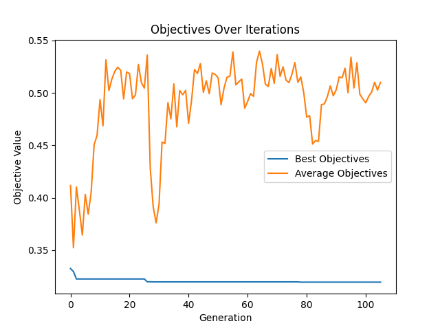 Objectives Over Iterations
0.55
0.50
0.45
0.40
0.35
Objective Value
Best Objectives
Average Objectives
0 20 40 60 80 100
Generation